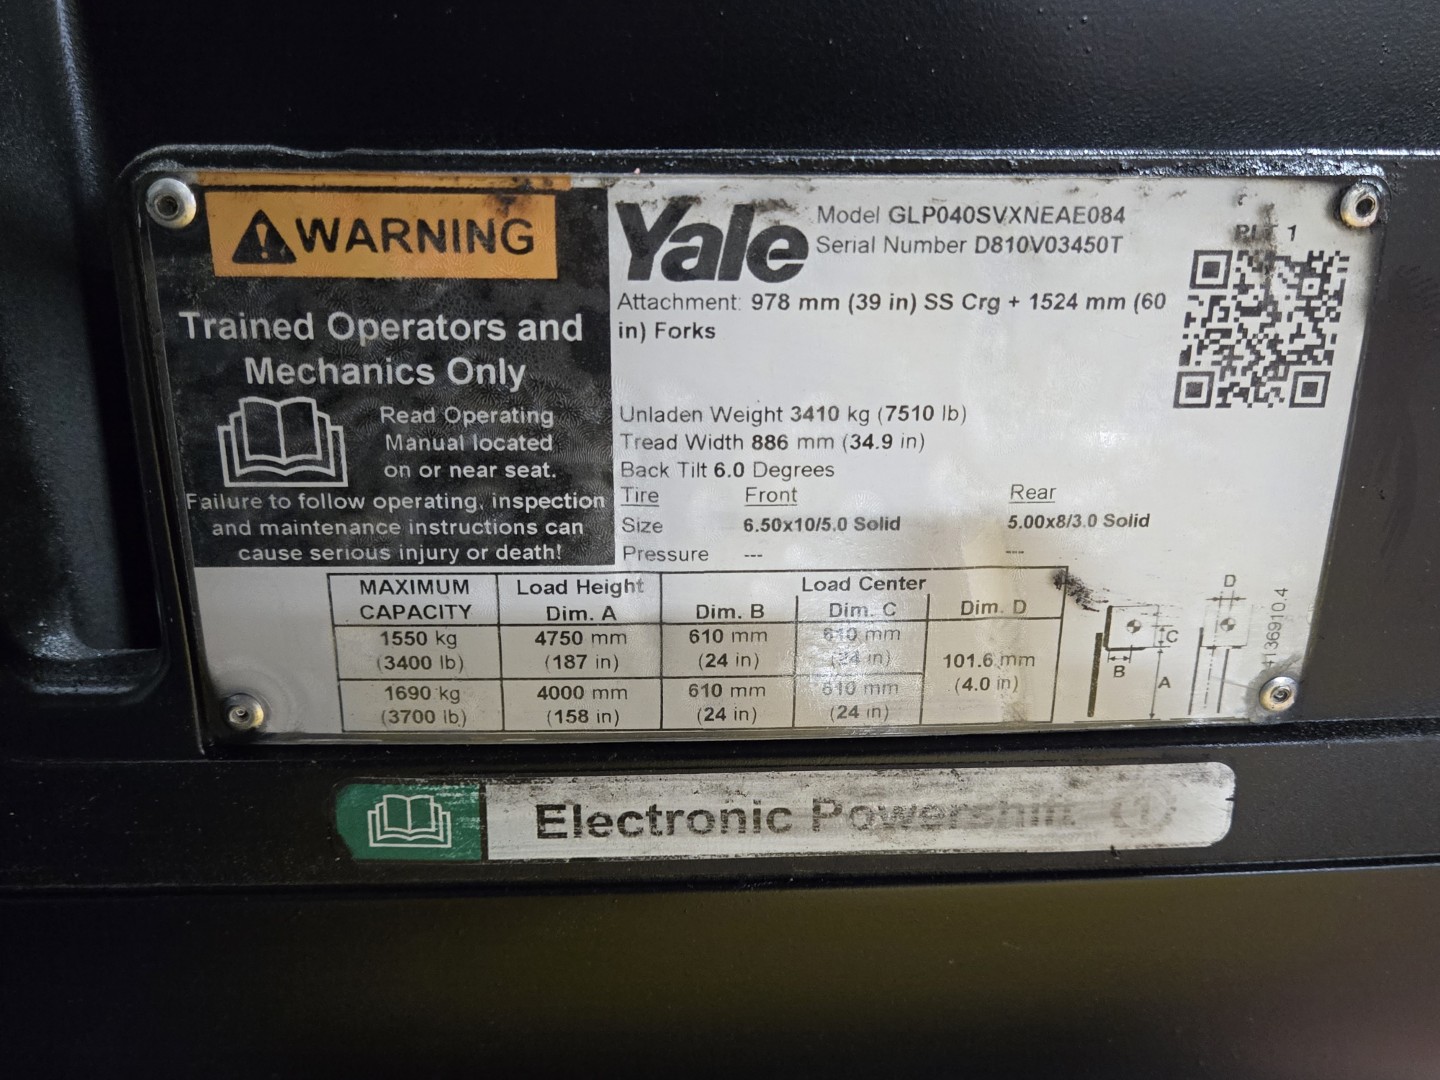 WARNING
Trained Operators and
Mechanics Only
Read Operating
Manual located
on or near seat.
Failure to follow operating, inspection
and maintenance instructions can
cause serious injury or death!
Yale
Model GLP040SVXNEAE084
Serial Number D810V03450T
PLT 1
Attachment: 978 mm (39 in) SS Crg + 1524 mm (60
in) Forks
Unladen Weight 3410 kg (7510 lb)
Tread Width 886 mm (34.9 in)
Back Tilt 6.0 Degrees
Tire Front Rear
Size 6.50x10/5.0 Solid 5.00x8/3.0 Solid
Pressure --- ---
MAXIMUM Load Height Load Center
CAPACITY Dim. A Dim. B Dim. C Dim. D
1550 kg 4750 mm 610 mm 610 mm
(3400 lb) (187 in) (24 in) (24 in) 101.6 mm
1690 kg 4000 mm 610 mm 610 mm (4.0 in)
(3700 lb) (158 in) (24 in) (24 in)
D
C
B
A
Electronic Powershift